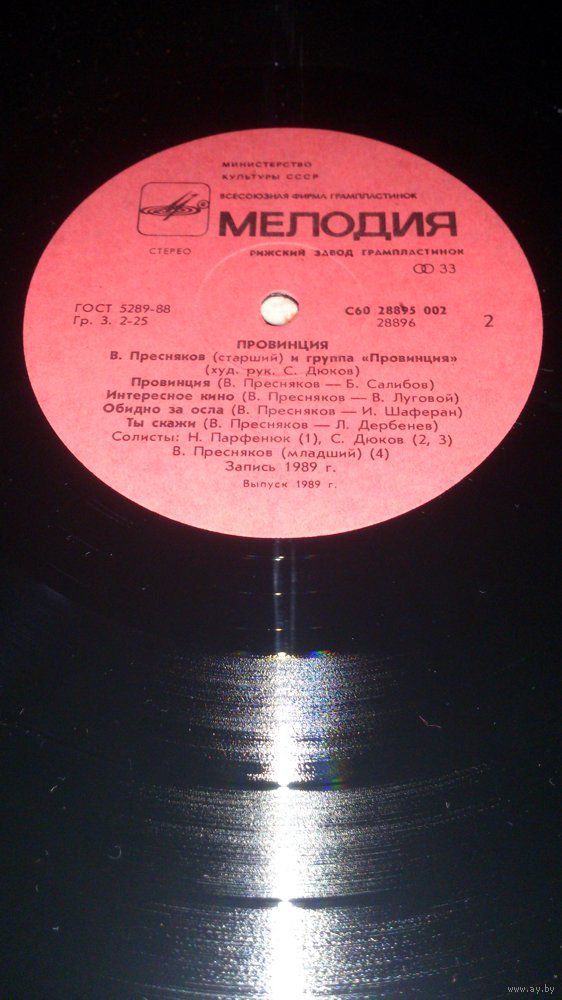 МИНИСТЕРСТВО
КУЛЬТУРЫ СССР
ВСЕСОЮЗНАЯ ФИРМА ГРАМПЛАСТИНОК
МЕЛОДИЯ
СТЕРЕО
РИЖСКИЙ ЗАВОД ГРАМПЛАСТИНОК
33
ГОСТ 5289-88
Гр. 3. 2-25
С60 28895 002
28896
2
ПРОВИНЦИЯ
В. Пресняков (старший) и группа «Провинция»
(худ. рук. С. Дюков)
Провинция (В. Пресняков — Б. Салибов)
Интересное кино (В. Пресняков — В. Луговой)
Обидно за осла (В. Пресняков — И. Шаферан)
Ты скажи (В. Пресняков — Л. Дербенев)
Солисты: Н. Парфенюк (1), С. Дюков (2, 3)
В. Пресняков (младший) (4)
Запись 1989 г.
Выпуск 1989 г.
www.ay.by